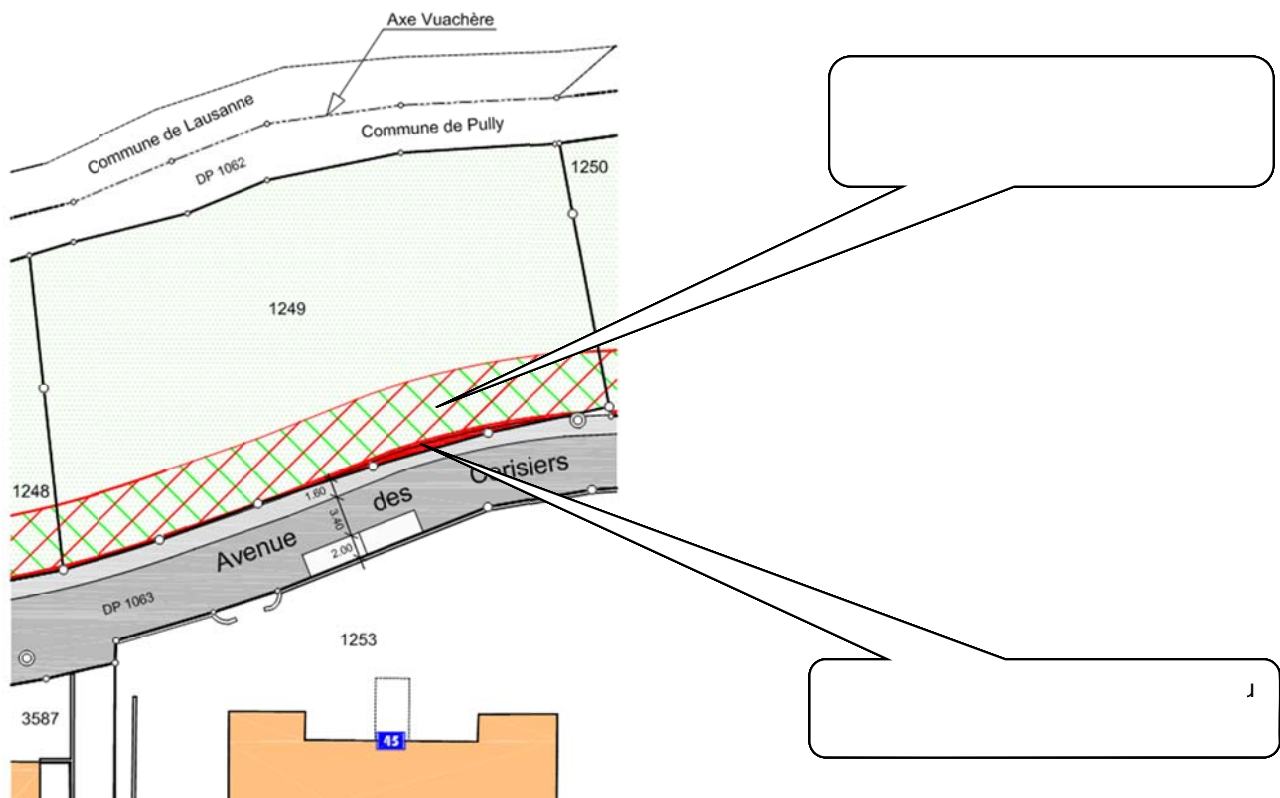 Axe Vuachère
Commune de Lausanne
Commune de Pully
DP 1062
1250
1249
1248
1.60
3.40
2.00
Avenue des Cerisiers
DP 1063
1253
3587
45